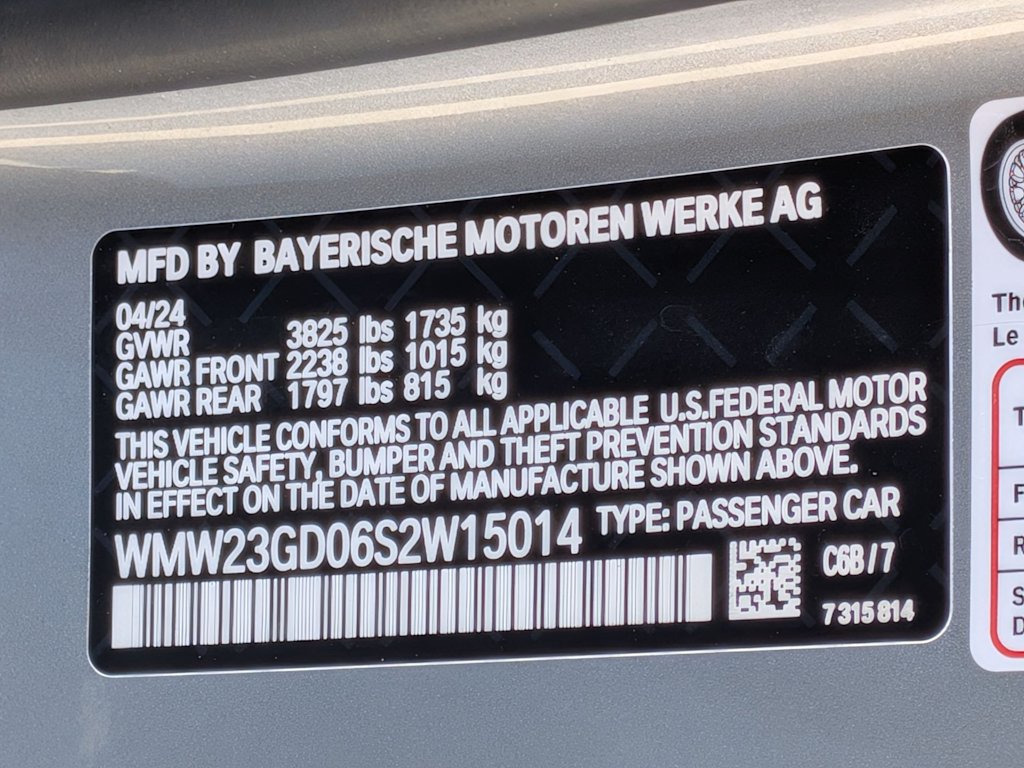 MFD BY BAYERISCHE MOTOREN WERKE AG
04/24
GVWR 3825 lbs 1735 kg
GAWR FRONT 2238 lbs 1015 kg
GAWR REAR 1797 lbs 815 kg
THIS VEHICLE CONFORMS TO ALL APPLICABLE U.S.FEDERAL MOTOR
VEHICLE SAFETY, BUMPER AND THEFT PREVENTION STANDARDS
IN EFFECT ON THE DATE OF MANUFACTURE SHOWN ABOVE.
WMW23GD06S2W15014 TYPE: PASSENGER CAR
C6B/7
7315814
Le